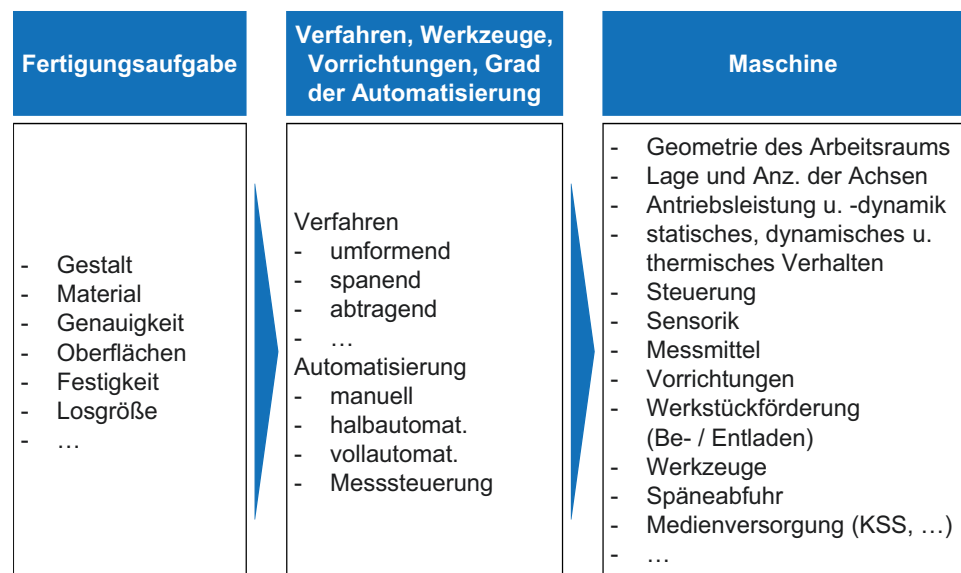 Fertigungsaufgabe
- Gestalt
- Material
- Genauigkeit
- Oberflächen
- Festigkeit
- Losgröße
- …
Verfahren, Werkzeuge,
Vorrichtungen, Grad
der Automatisierung
Verfahren
- umformend
- spanend
- abtragend
- …
Automatisierung
- manuell
- halbautomat.
- vollautomat.
- Messsteuerung
Maschine
- Geometrie des Arbeitsraums
- Lage und Anz. der Achsen
- Antriebsleistung u. -dynamik
- statisches, dynamisches u.
thermisches Verhalten
- Steuerung
- Sensorik
- Messmittel
- Vorrichtungen
- Werkstückförderung
(Be- / Entladen)
- Werkzeuge
- Späneabfuhr
- Medienversorgung (KSS, …)
- …